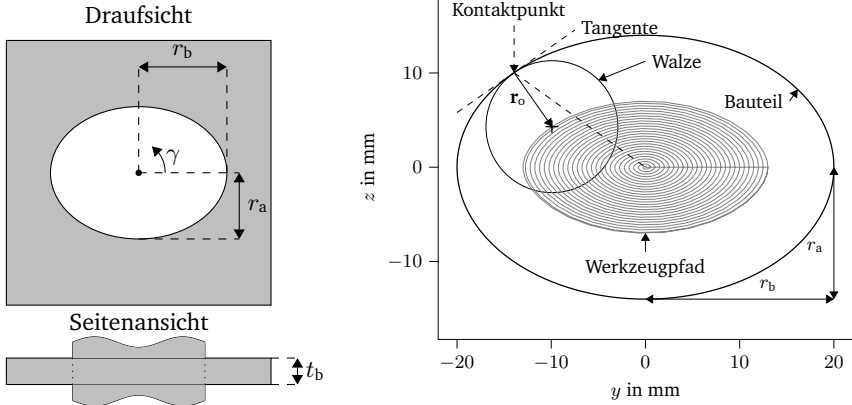 Draufsicht
r_b
γ
r_a
Seitenansicht
t_b
Kontaktpunkt
Tangente
Walze
r_o
Bauteil
Werkzeugpfad
r_a
r_b
10
0
−10
z in mm
−20
−10
0
10
20
y in mm